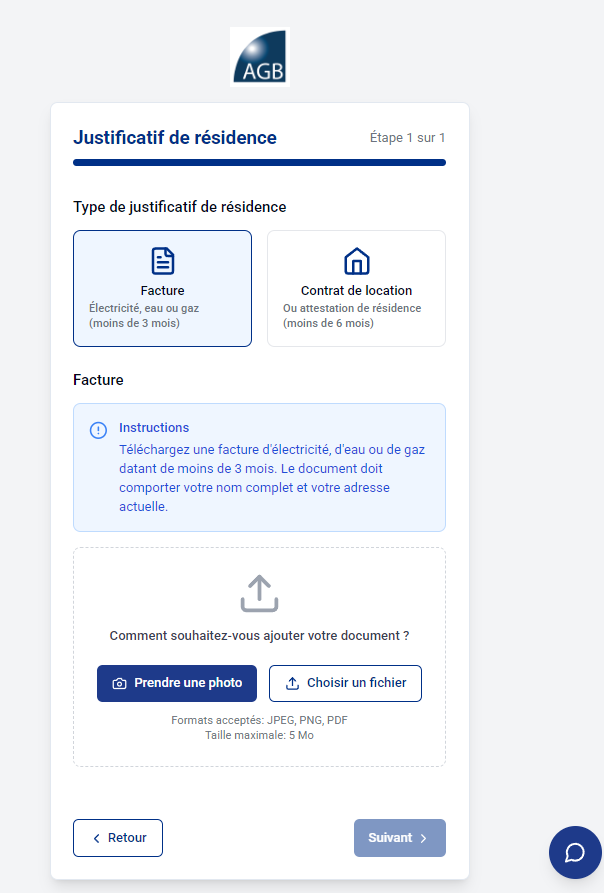 AGB
Justificatif de résidence
Étape 1 sur 1
Type de justificatif de résidence
Facture
Électricité, eau ou gaz
(moins de 3 mois)
Contrat de location
Ou attestation de résidence
(moins de 6 mois)
Facture
Instructions
Téléchargez une facture d'électricité, d'eau ou de gaz
datant de moins de 3 mois. Le document doit
comporter votre nom complet et votre adresse
actuelle.
Comment souhaitez-vous ajouter votre document ?
Prendre une photo
Choisir un fichier
Formats acceptés: JPEG, PNG, PDF
Taille maximale: 5 Mo
Retour
Suivant